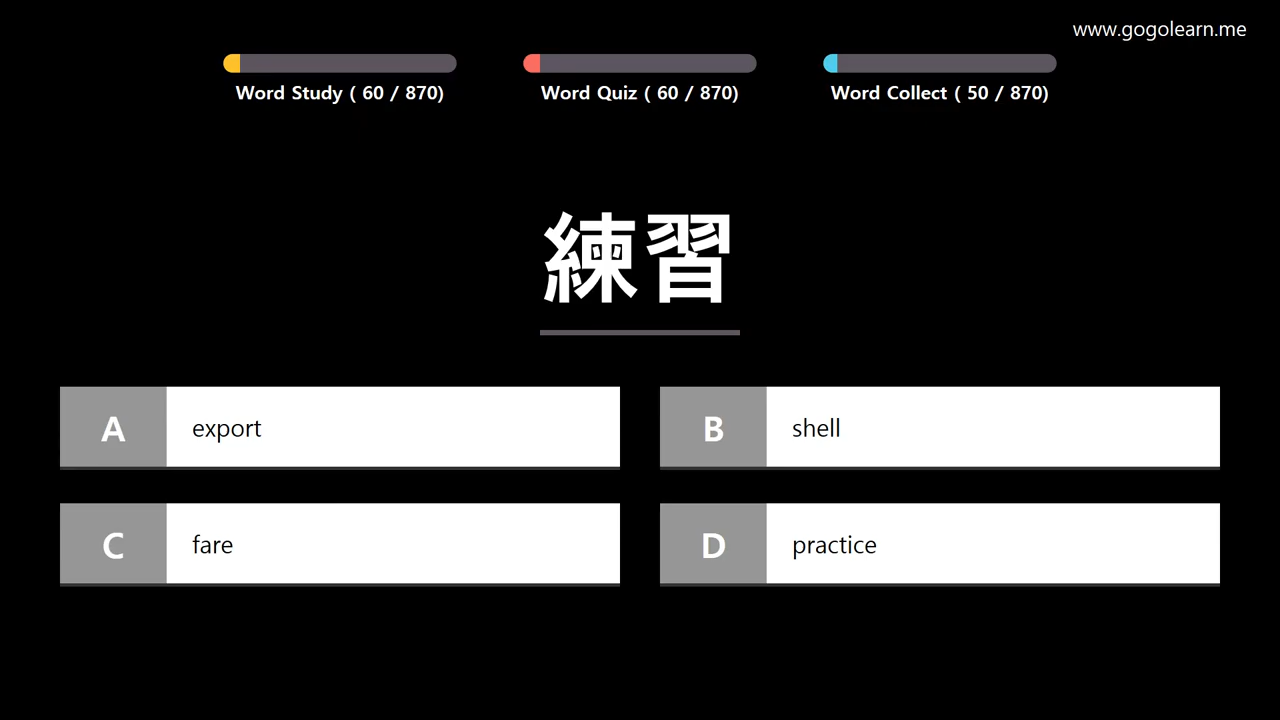 www.gogolearn.me
Word Study ( 60 / 870)
Word Quiz ( 60 / 870)
Word Collect ( 50 / 870)
練習
A export
B shell
C fare
D practice